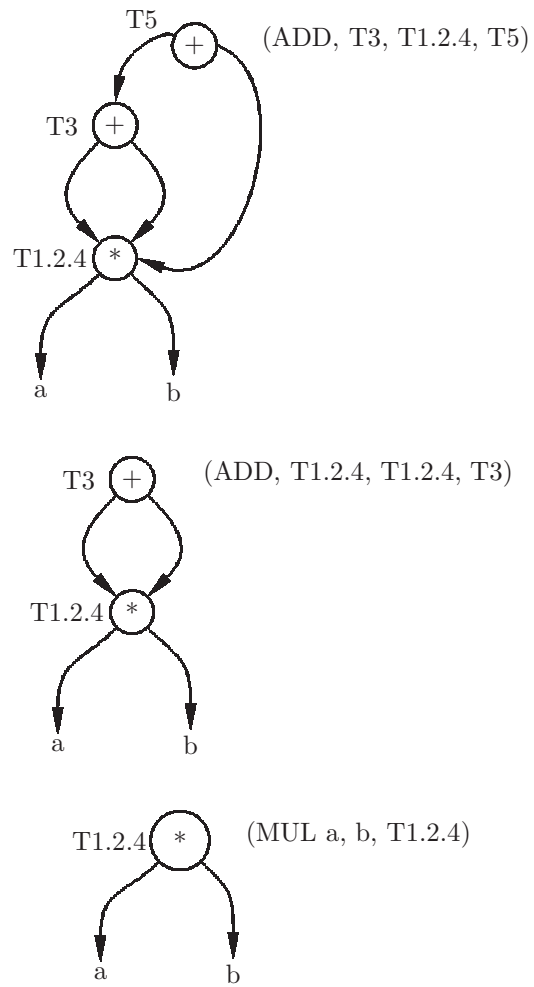 T5
+
(ADD, T3, T1.2.4, T5)
T3
+
T1.2.4
*
a
b
T3
+
(ADD, T1.2.4, T1.2.4, T3)
T1.2.4
*
a
b
T1.2.4
*
(MUL a, b, T1.2.4)
a
b